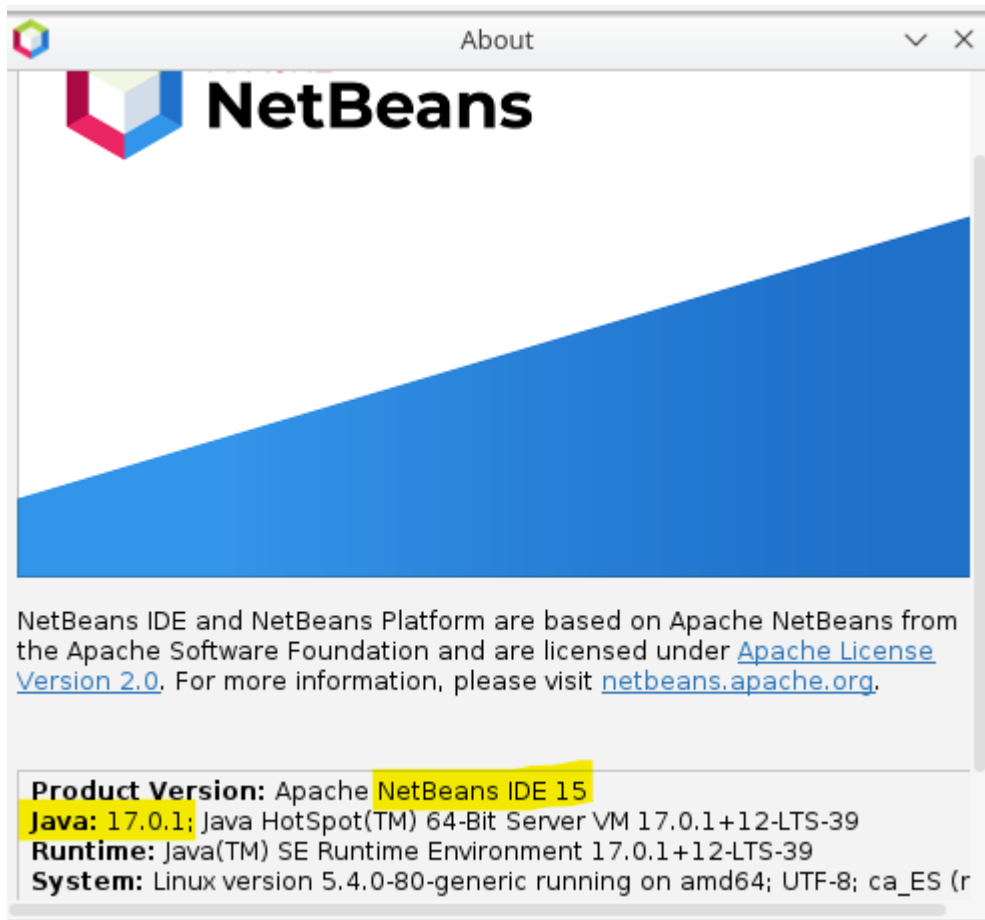 About
NetBeans
NetBeans IDE and NetBeans Platform are based on Apache NetBeans from
the Apache Software Foundation and are licensed under Apache License
Version 2.0. For more information, please visit netbeans.apache.org.
Product Version: Apache NetBeans IDE 15
Java: 17.0.1; Java HotSpot(TM) 64-Bit Server VM 17.0.1+12-LTS-39
Runtime: Java(TM) SE Runtime Environment 17.0.1+12-LTS-39
System: Linux version 5.4.0-80-generic running on amd64; UTF-8; ca_ES (